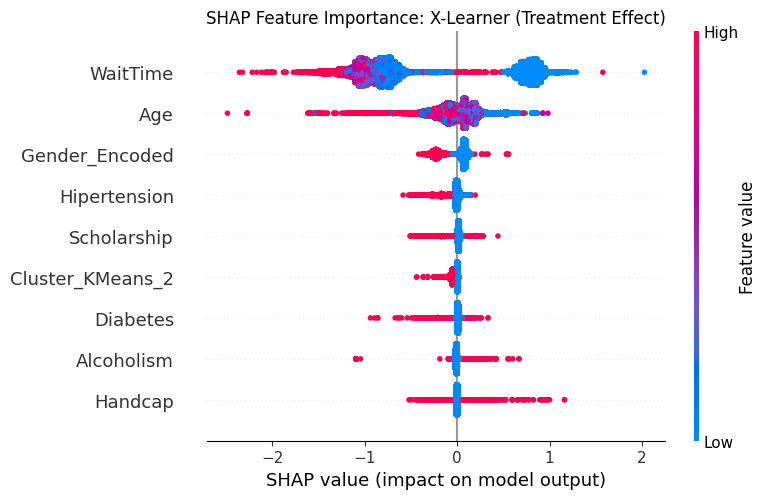 SHAP Feature Importance: X-Learner (Treatment Effect)
High
WaitTime
Age
Gender_Encoded
Hipertension
Scholarship
Cluster_KMeans_2
Diabetes
Alcoholism
Handcap
Feature value
Low
−2
−1
0
1
2
SHAP value (impact on model output)